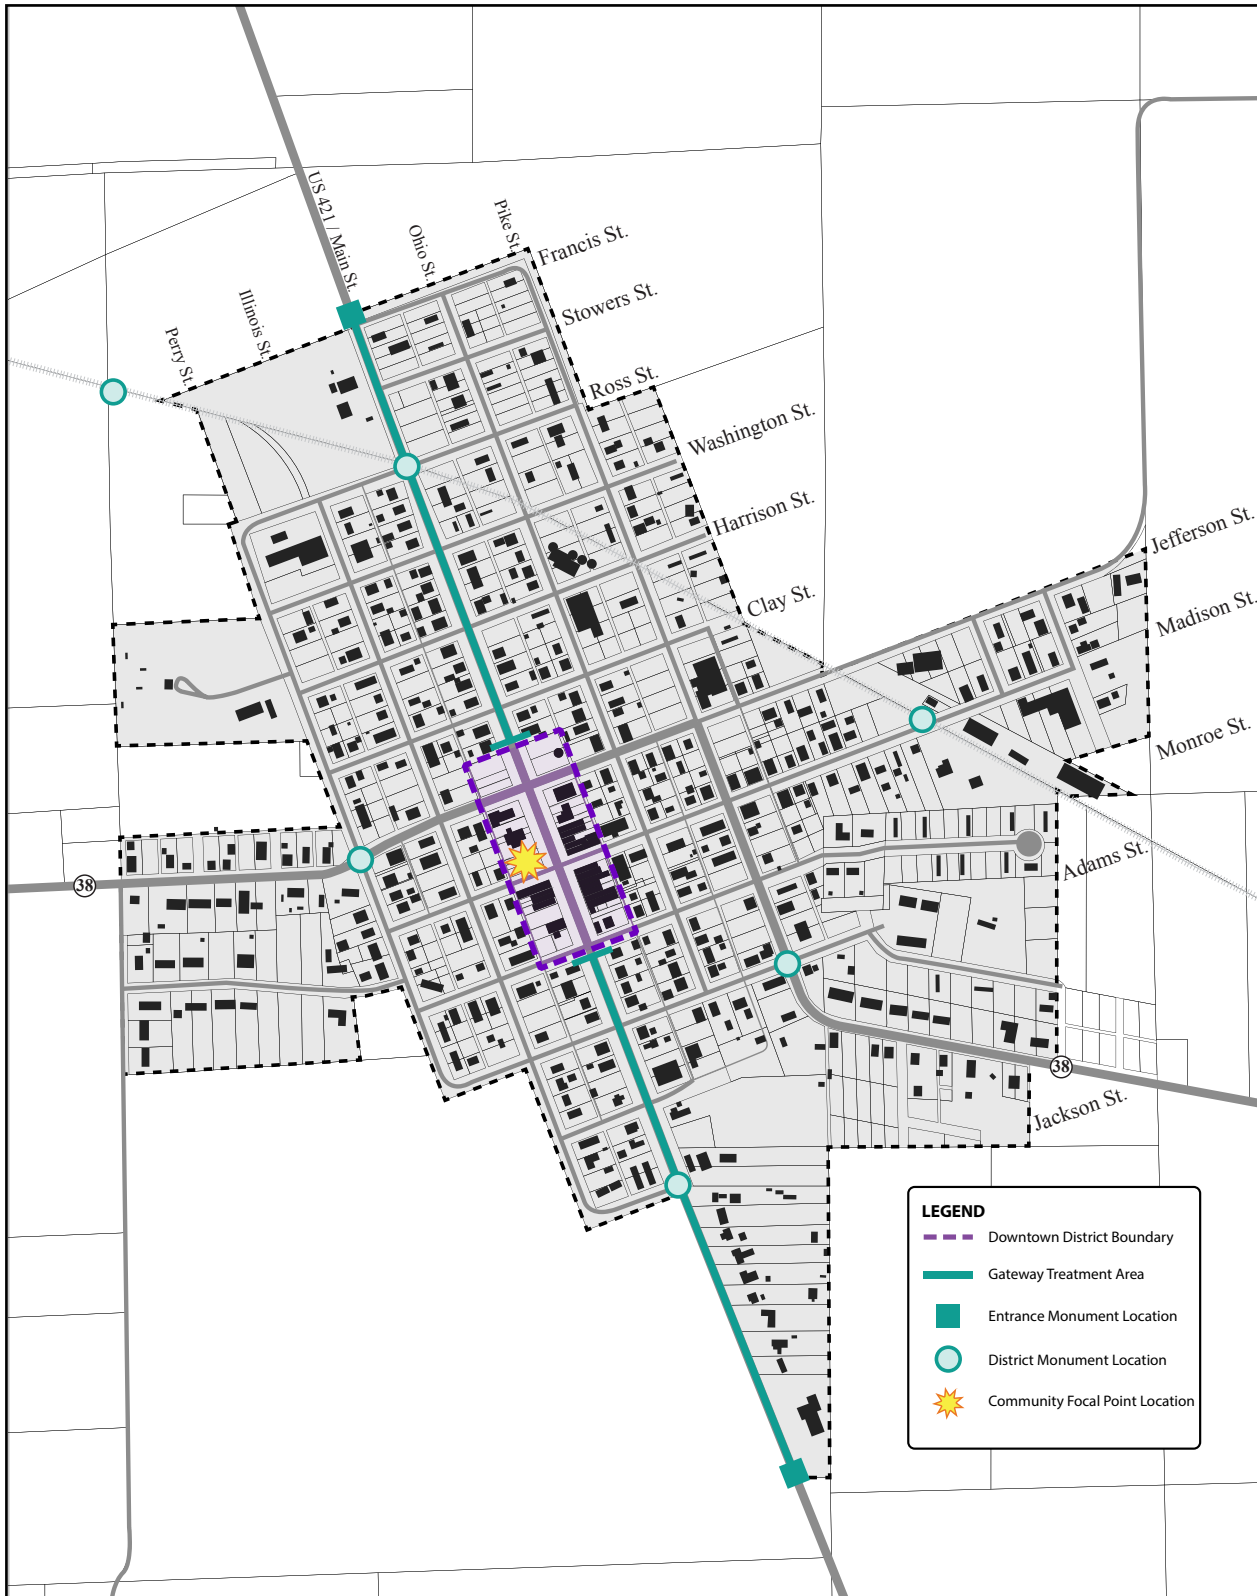 US 421 / Main St.
Ohio St.
Pike St.
Francis St.
Stowers St.
Illinois St.
Perry St.
Ross St.
Washington St.
Harrison St.
Clay St.
Jefferson St.
Madison St.
Monroe St.
Adams St.
38
38
Jackson St.
LEGEND
Downtown District Boundary
Gateway Treatment Area
Entrance Monument Location
District Monument Location
Community Focal Point Location